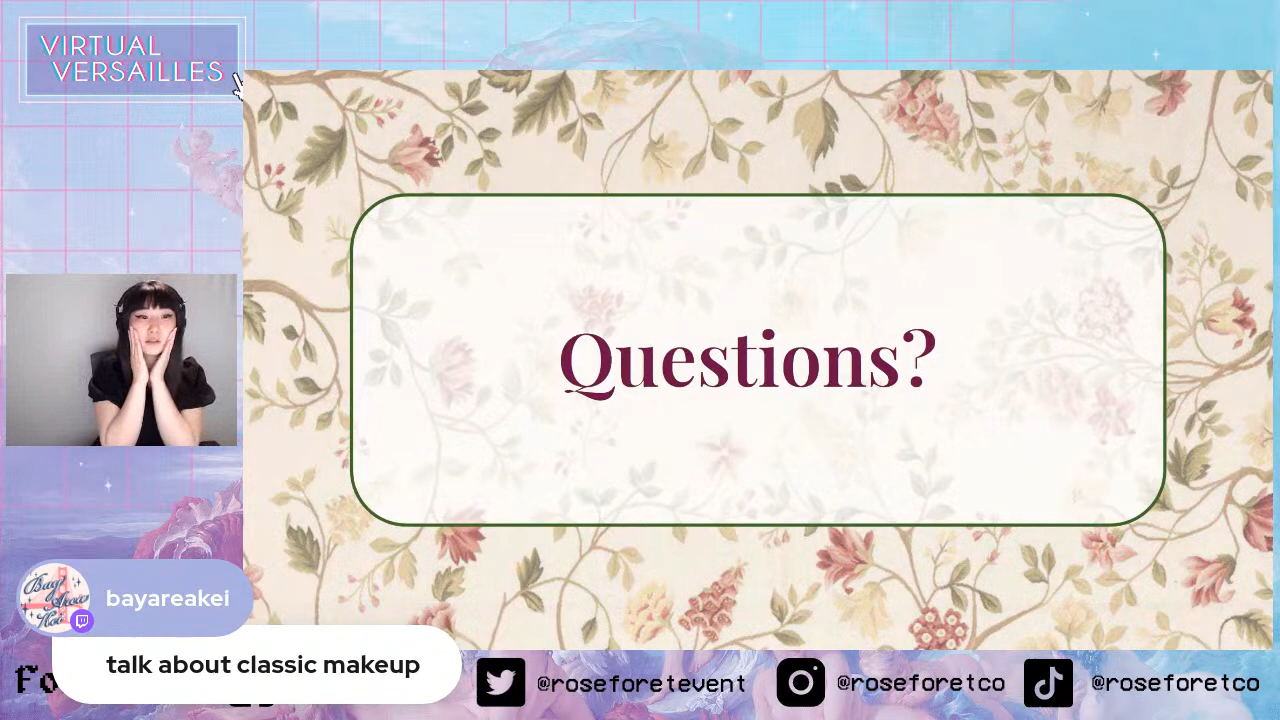 VIRTUAL
VERSAILLES
Questions?
bayareakei
talk about classic makeup
@roseforetevent
@roseforetco
@roseforetco